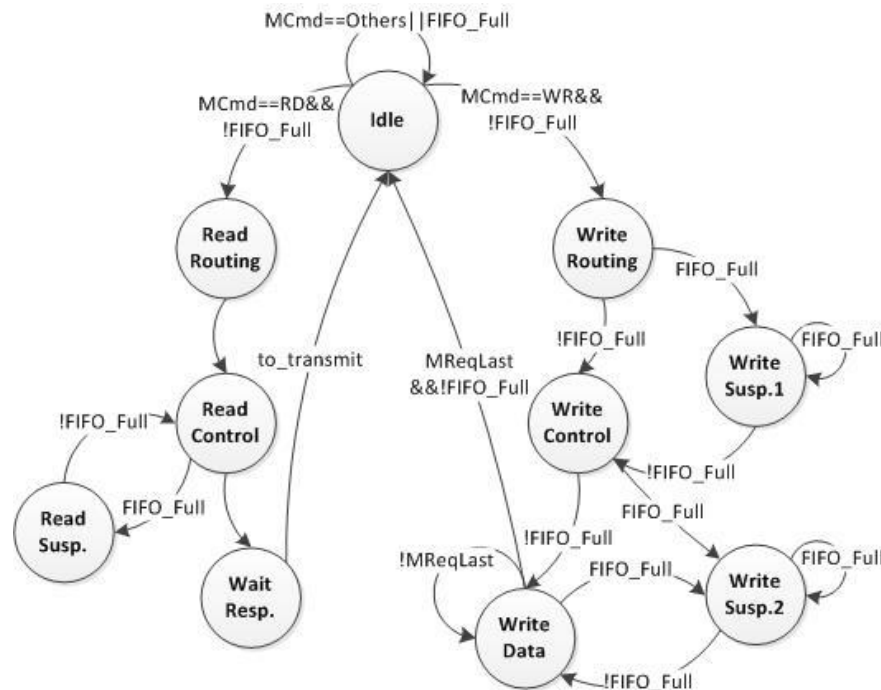 MCmd==Others||FIFO_Full
MCmd==RD&&
!FIFO_Full
Idle
MCmd==WR&&
!FIFO_Full
Read
Routing
Write
Routing
FIFO_Full
!FIFO_Full
to_transmit
MReqLast
&&!FIFO_Full
FIFO_Full
Write
Susp.1
Read
Control
Write
Control
!FIFO_Full
!FIFO_Full
FIFO_Full
Read
Susp.
FIFO_Full
!FIFO_Full
!MReqLast
FIFO_Full
FIFO_Full
Wait
Resp.
Write
Susp.2
Write
Data
!FIFO_Full